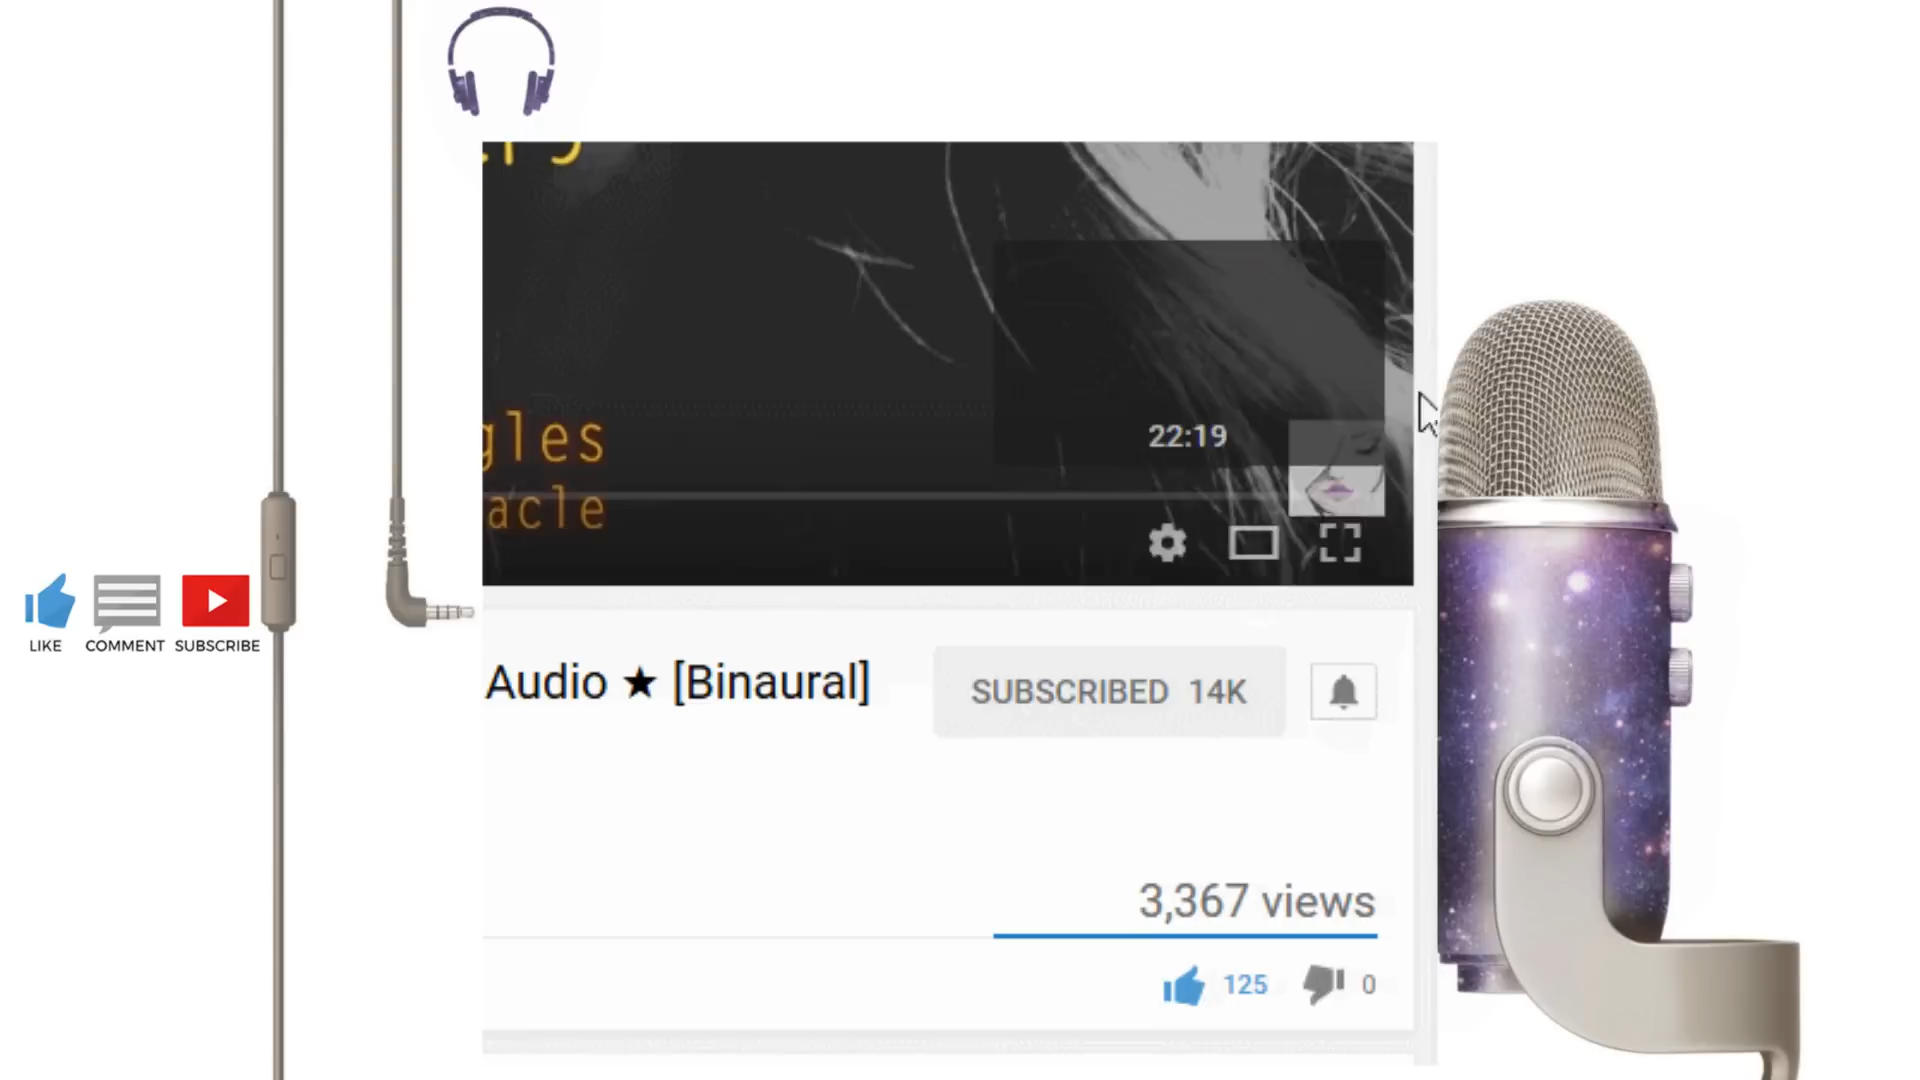 gles
acle
22:19
LIKE COMMENT SUBSCRIBE
Audio ★ [Binaural] SUBSCRIBED 14K
3,367 views
125 0